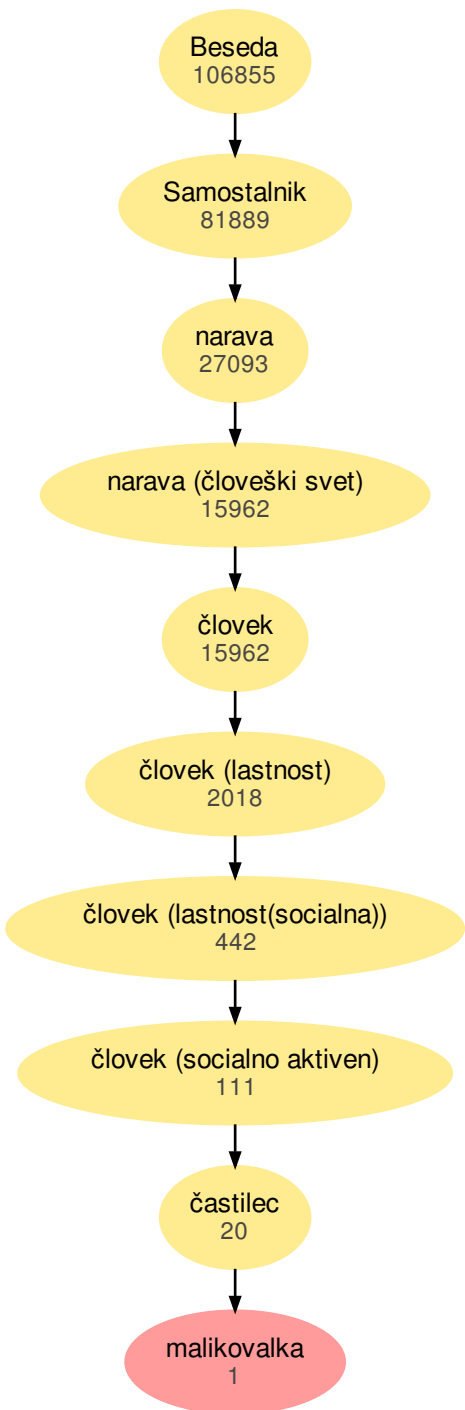 Beseda
106855
Samostalnik
81889
narava
27093
narava (človeški svet)
15962
človek
15962
človek (lastnost)
2018
človek (lastnost(socialna))
442
človek (socialno aktiven)
111
častilec
20
malikovalka
1